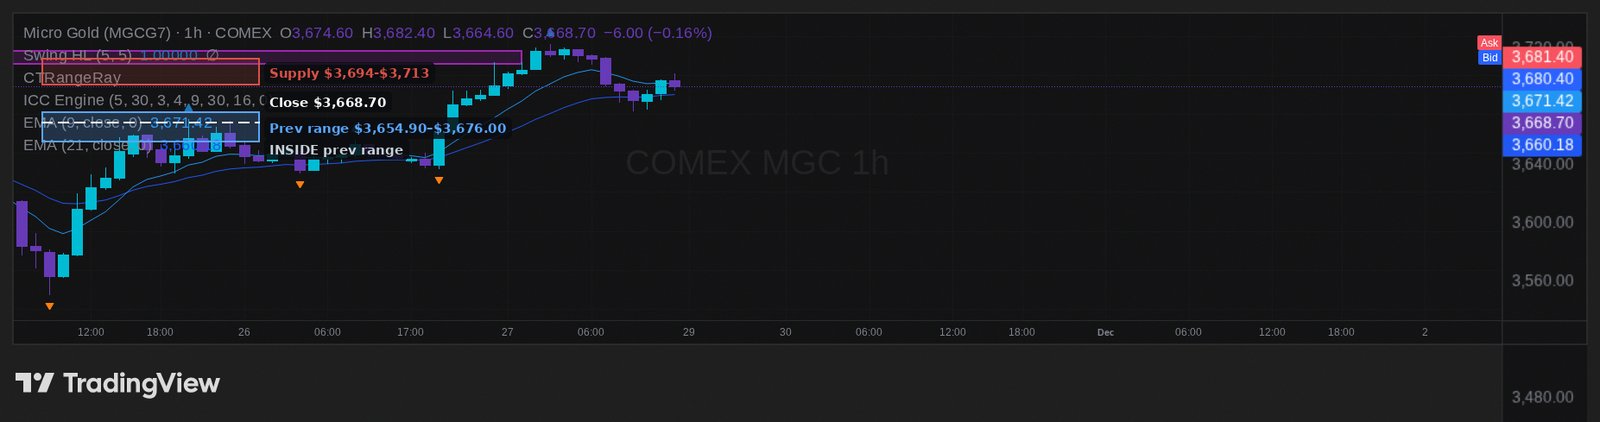 Micro Gold (MGCG7) · 1h · COMEX O3,674.60 H3,682.40 L3,664.60 C3,668.70 −6.00 (−0.16%)
Swing HL (5, 5) 1.00000 ∅
Supply $3,694–$3,713
CTRangeRay
ICC Engine (5, 30, 3, 4, 9, 30, 16,
Close $3,668.70
EMA (9, close, 0) 3,671.42
Prev range $3,654.90–$3,676.00
EMA (21, close, 0)
INSIDE prev range
COMEX MGC 1h
3,720.00
Ask 3,681.40
Bid 3,680.40
3,671.42
3,668.70
3,660.18
3,640.00
3,600.00
3,560.00
3,480.00
12:00 18:00 26 06:00 17:00 27 06:00 29 30 06:00 12:00 18:00 Dec 06:00 12:00 18:00 2
TradingView